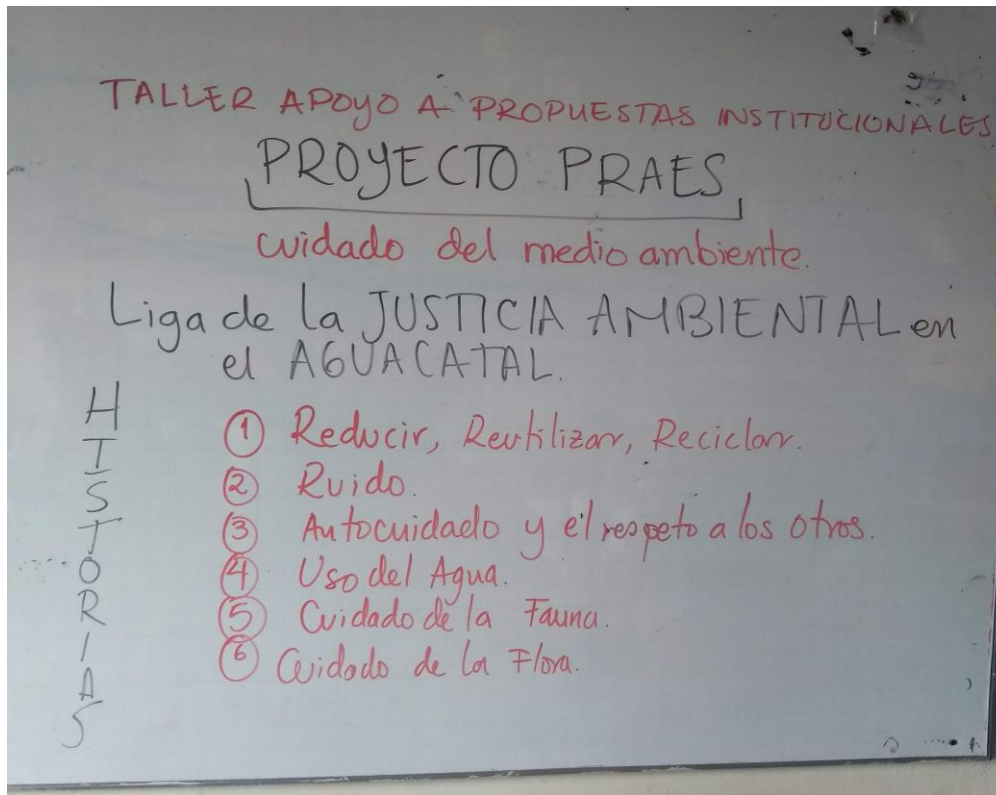 TALLER APOYO A PROPUESTAS INSTITUCIONALES
PROYECTO PRAES
cuidado del medio ambiente.
Liga de la JUSTICIA AMBIENTAL en
el AGUACATAL.
HISTORIAS
① Reducir, Reutilizar, Reciclar.
② Ruido.
③ Autocuidado y el respeto a los otros.
④ Uso del Agua.
⑤ Cuidado de la Fauna.
⑥ Cuidado de la Flora.